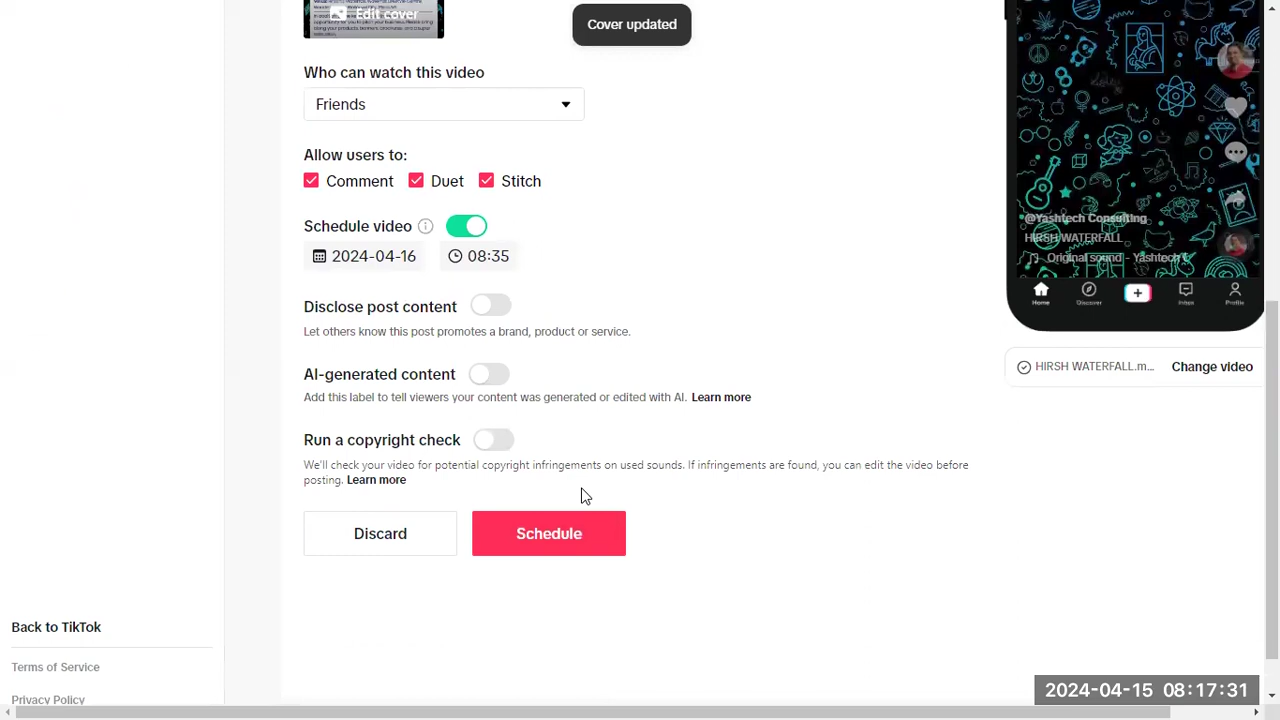 Edit cover
Cover updated
Who can watch this video
Friends
Allow users to:
Comment Duet Stitch
Schedule video
2024-04-16 08:35
Disclose post content
Let others know this post promotes a brand, product or service.
AI-generated content
Add this label to tell viewers your content was generated or edited with AI. Learn more
Run a copyright check
We'll check your video for potential copyright infringements on used sounds. If infringements are found, you can edit the video before
posting. Learn more
Discard Schedule
@Yashtech Consulting
HIRSH WATERFALL
Original sound - Yashtech C
Home Discover Inbox Profile
HIRSH WATERFALL.m... Change video
Back to TikTok
Terms of Service
Privacy Policy
2024-04-15 08:17:31